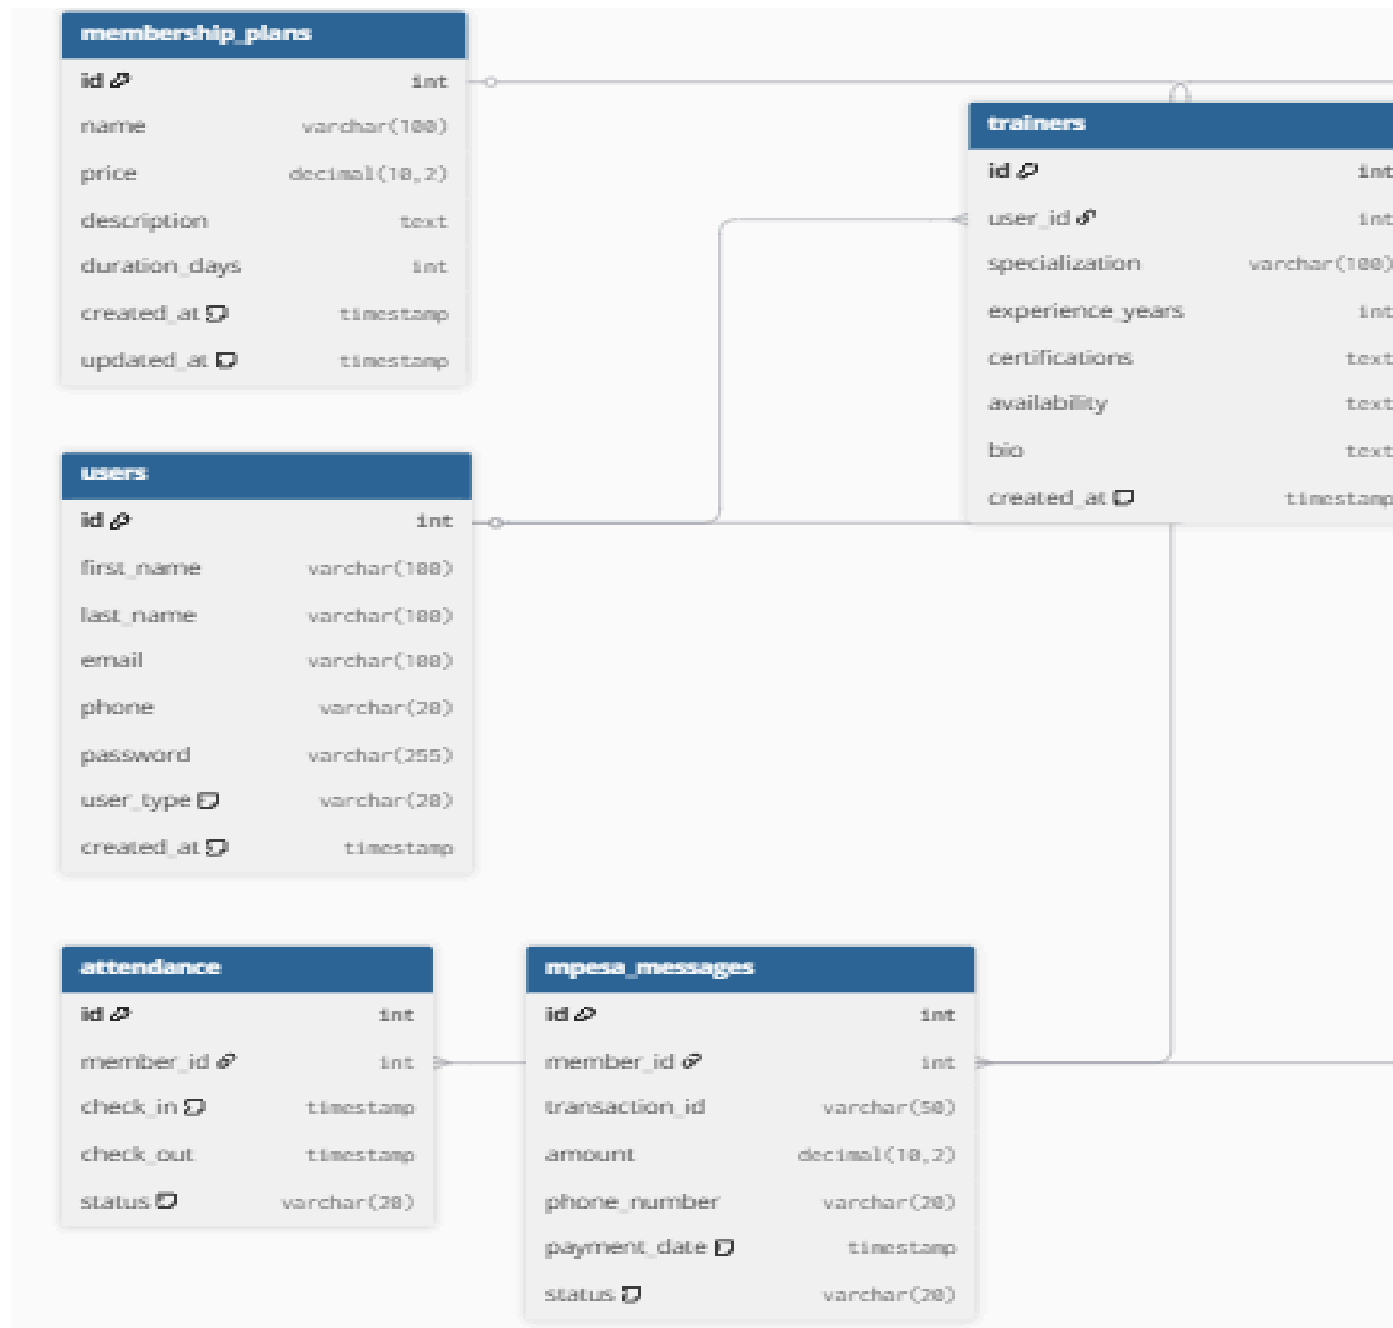 membership_plans
id int
name varchar(100)
price decimal(10,2)
description text
duration_days int
created_at timestamp
updated_at timestamp
trainers
id int
user_id int
specialization varchar(100)
experience_years int
certifications text
availability text
bio text
created_at timestamp
users
id int
first_name varchar(100)
last_name varchar(100)
email varchar(100)
phone varchar(20)
password varchar(255)
user_type varchar(20)
created_at timestamp
attendance
id int
member_id int
check_in timestamp
check_out timestamp
status varchar(20)
mpesa_messages
id int
member_id int
transaction_id varchar(50)
amount decimal(10,2)
phone_number varchar(20)
payment_date timestamp
status varchar(20)